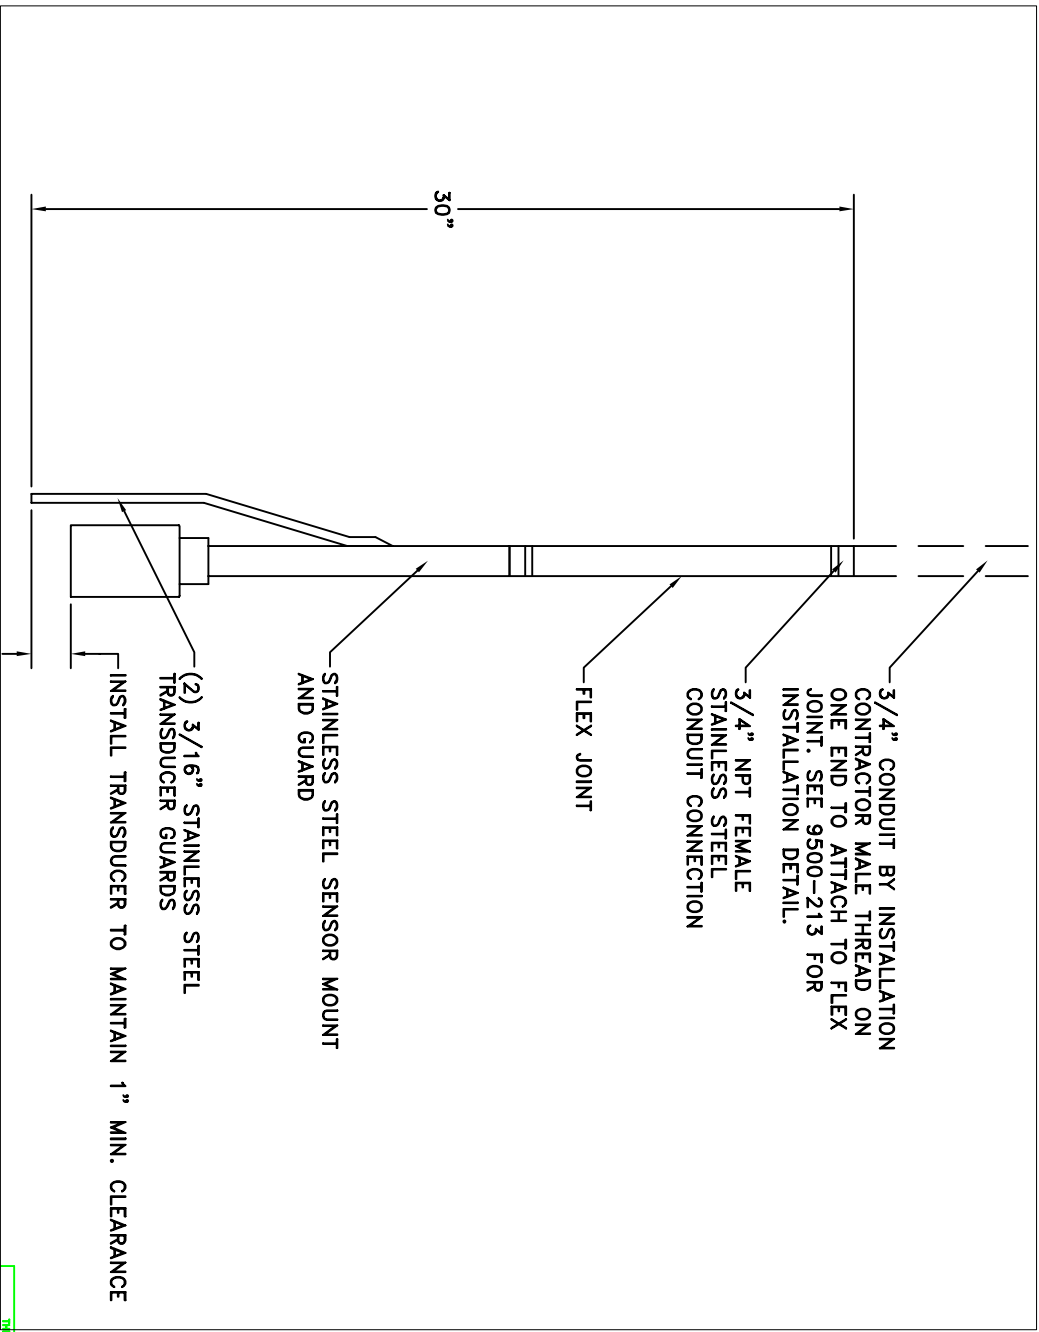 3/4" CONDUIT BY INSTALLATION
CONTRACTOR MALE THREAD ON
ONE END TO ATTACH TO FLEX
JOINT. SEE 9500-213 FOR
INSTALLATION DETAIL.
3/4" NPT FEMALE
STAINLESS STEEL
CONDUIT CONNECTION
30"
FLEX JOINT
STAINLESS STEEL SENSOR MOUNT
AND GUARD
(2) 3/16" STAINLESS STEEL
TRANSDUCER GUARDS
INSTALL TRANSDUCER TO MAINTAIN 1" MIN. CLEARANCE